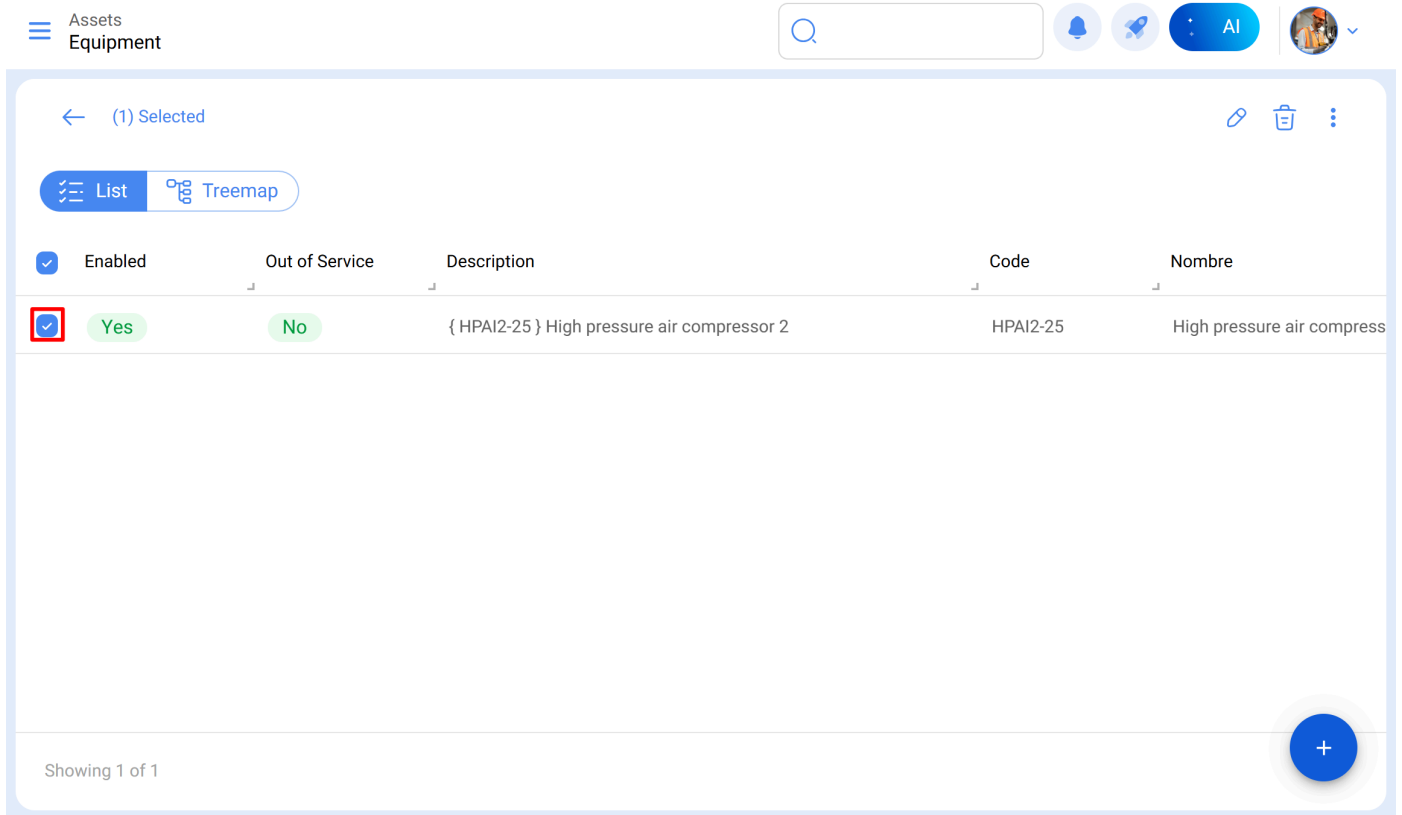 Assets
Equipment
AI
(1) Selected
List Treemap
Enabled Out of Service Description Code Nombre
Yes No { HPAI2-25 } High pressure air compressor 2 HPAI2-25 High pressure air compress
Showing 1 of 1
+